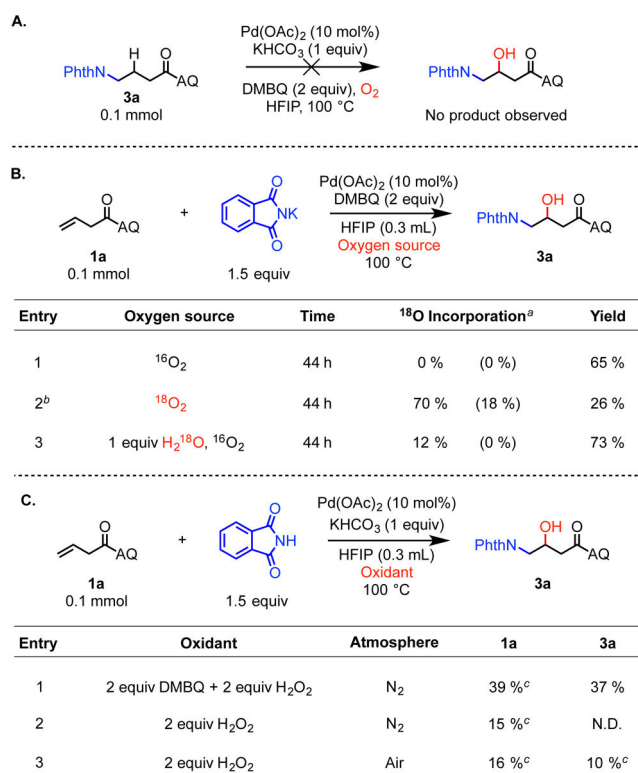 A.
H
O
PhthN
AQ
3a
0.1 mmol
Pd(OAc)2 (10 mol%)
KHCO3 (1 equiv)
DMBQ (2 equiv), O2
HFIP, 100 °C
OH
O
PhthN
AQ
No product observed
B.
O
AQ
1a
0.1 mmol
+
O
NK
O
1.5 equiv
Pd(OAc)2 (10 mol%)
DMBQ (2 equiv)
HFIP (0.3 mL)
Oxygen source
100 °C
OH
O
PhthN
AQ
3a
Entry Oxygen source Time 18O Incorporationa Yield
1 16O2 44 h 0 % (0 %) 65 %
2b 18O2 44 h 70 % (18 %) 26 %
3 1 equiv H218O, 16O2 44 h 12 % (0 %) 73 %
C.
O
AQ
1a
0.1 mmol
+
O
NH
O
1.5 equiv
Pd(OAc)2 (10 mol%)
KHCO3 (1 equiv)
HFIP (0.3 mL)
Oxidant
100 °C
OH
O
PhthN
AQ
3a
Entry Oxidant Atmosphere 1a 3a
1 2 equiv DMBQ + 2 equiv H2O2 N2 39 %c 37 %
2 2 equiv H2O2 N2 15 %c N.D.
3 2 equiv H2O2 Air 16 %c 10 %c